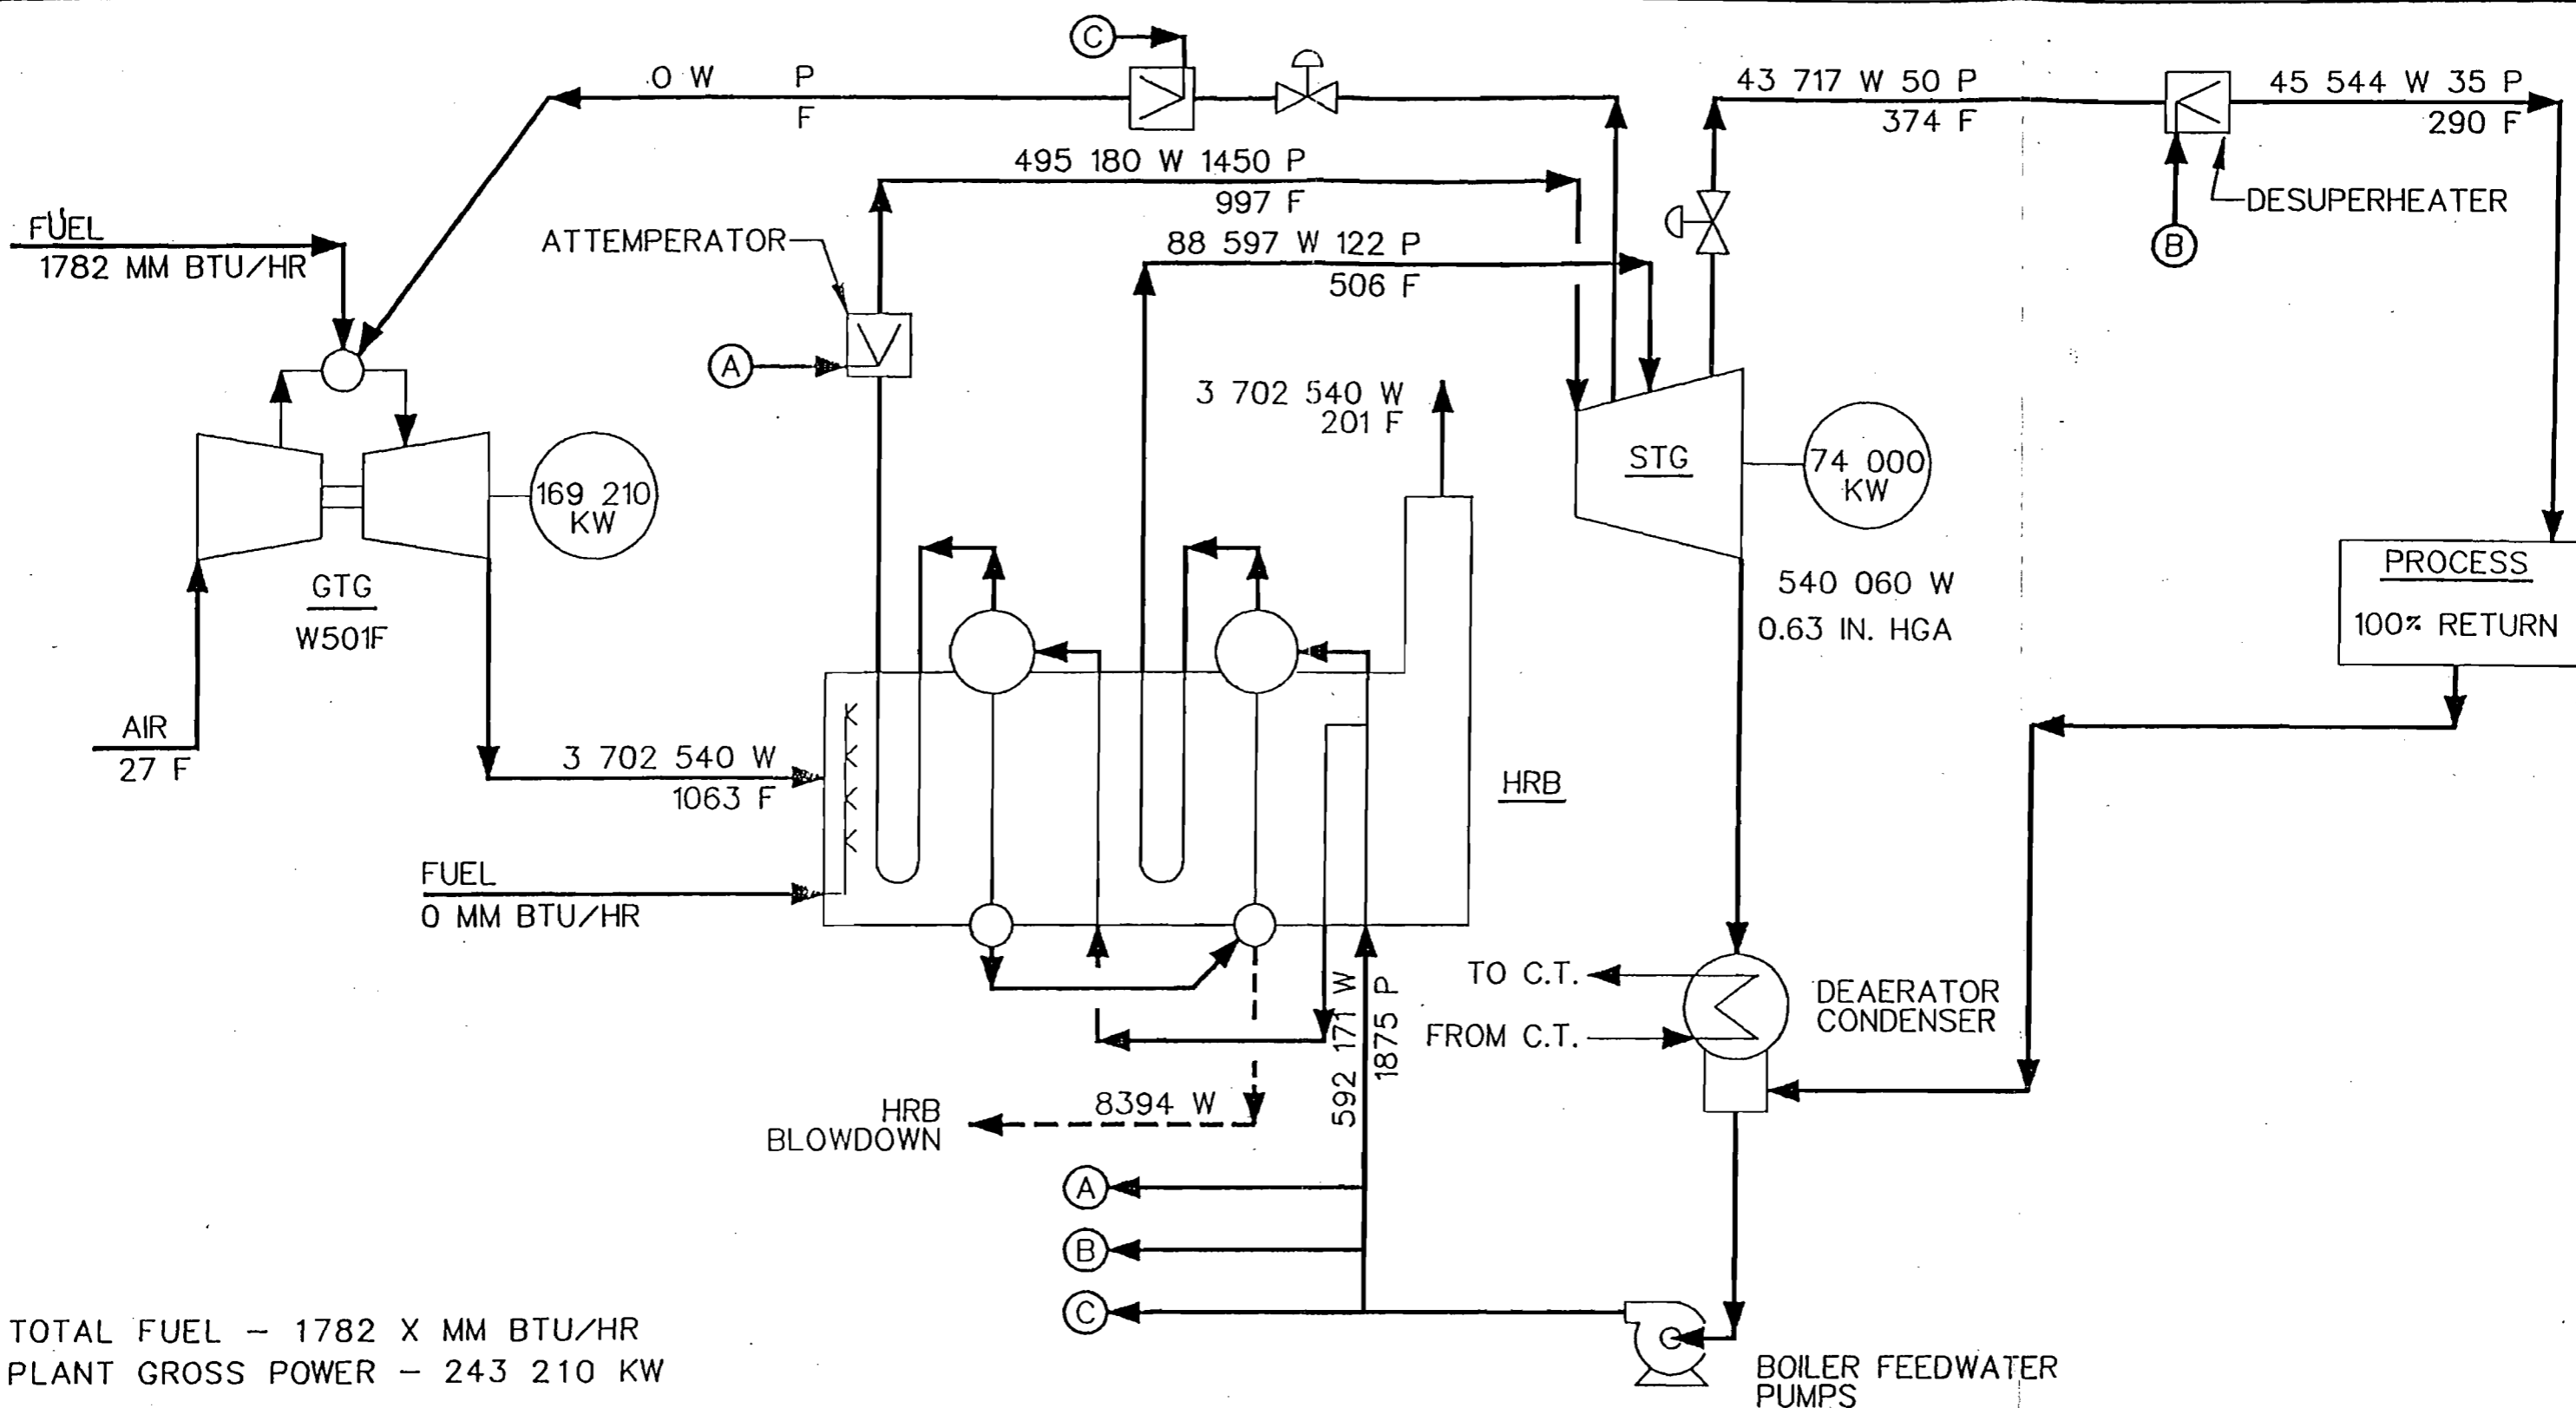 C
0 W P
F
43 717 W 50 P
374 F
45 544 W 35 P
290 F
495 180 W 1450 P
997 F
DESUPERHEATER
B
FUEL
1782 MM BTU/HR
ATTEMPERATOR
88 597 W 122 P
506 F
A
3 702 540 W
201 F
STG
74 000
KW
169 210
KW
GTG
W501F
540 060 W
0.63 IN. HGA
PROCESS
100% RETURN
AIR
27 F
3 702 540 W
1063 F
HRB
FUEL
0 MM BTU/HR
TO C.T.
FROM C.T.
DEAERATOR
CONDENSER
592 171 W
1875 P
HRB
BLOWDOWN
8394 W
A
B
C
TOTAL FUEL - 1782 X MM BTU/HR
PLANT GROSS POWER - 243 210 KW
BOILER FEEDWATER
PUMPS